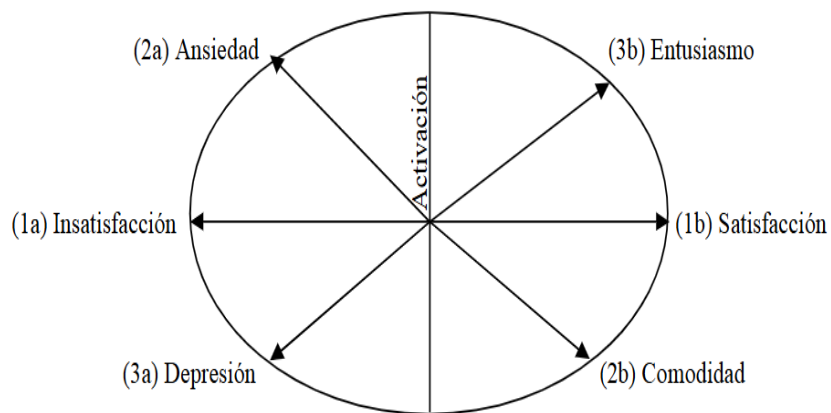 (2a) Ansiedad
(3b) Entusiasmo
Activación
(1a) Insatisfacción
(1b) Satisfacción
(3a) Depresión
(2b) Comodidad